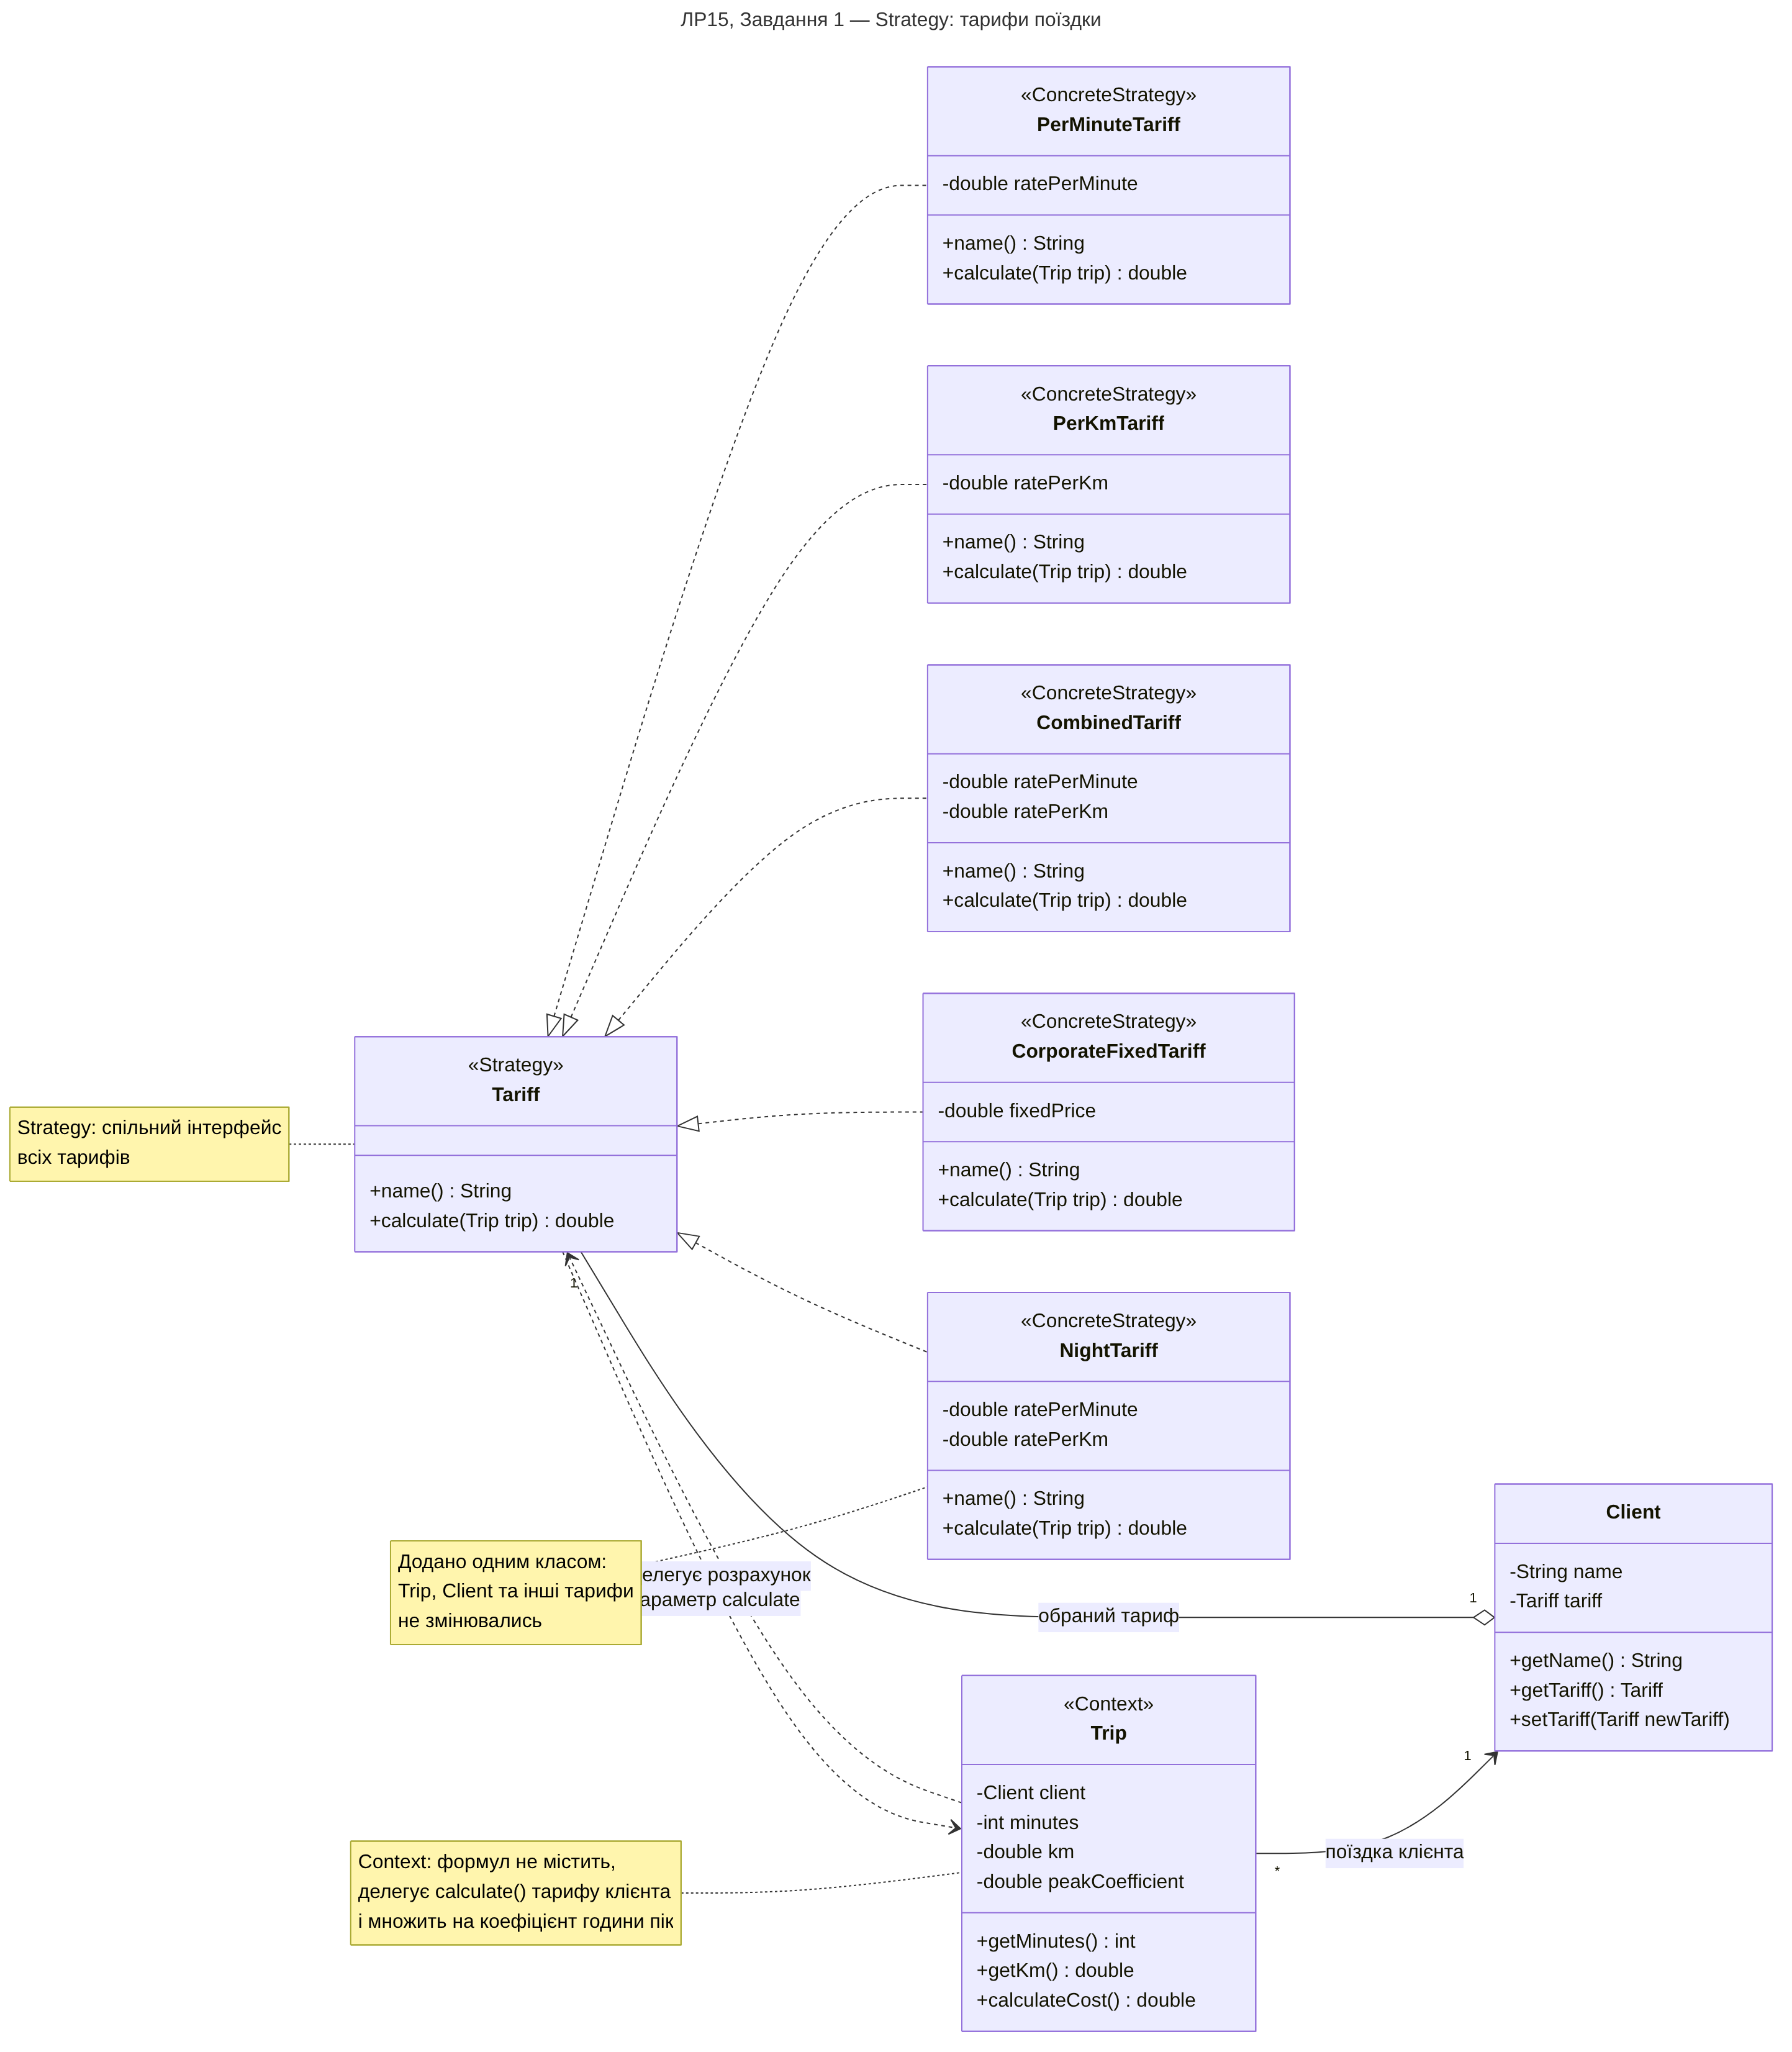 ЛР15, Завдання 1 — Strategy: тарифи поїздки
«ConcreteStrategy»
PerMinuteTariff
-double ratePerMinute
+name() : String
+calculate(Trip trip) : double
«ConcreteStrategy»
PerKmTariff
-double ratePerKm
+name() : String
+calculate(Trip trip) : double
«ConcreteStrategy»
CombinedTariff
-double ratePerMinute
-double ratePerKm
+name() : String
+calculate(Trip trip) : double
«ConcreteStrategy»
CorporateFixedTariff
-double fixedPrice
+name() : String
+calculate(Trip trip) : double
«Strategy»
Tariff
+name() : String
+calculate(Trip trip) : double
Strategy: спільний інтерфейс
всіх тарифів
1
«ConcreteStrategy»
NightTariff
-double ratePerMinute
-double ratePerKm
+name() : String
+calculate(Trip trip) : double
Додано одним класом:
Trip, Client та інші тарифи
не змінювались
розрахунок
calculate
обраний тариф
1
Client
-String name
-Tariff tariff
+getName() : String
+getTariff() : Tariff
+setTariff(Tariff newTariff)
1
поїздка клієнта
*
«Context»
Trip
-Client client
-int minutes
-double km
-double peakCoefficient
+getMinutes() : int
+getKm() : double
+calculateCost() : double
Context: формул не містить,
делегує calculate() тарифу клієнта
і множить на коефіцієнт години пік